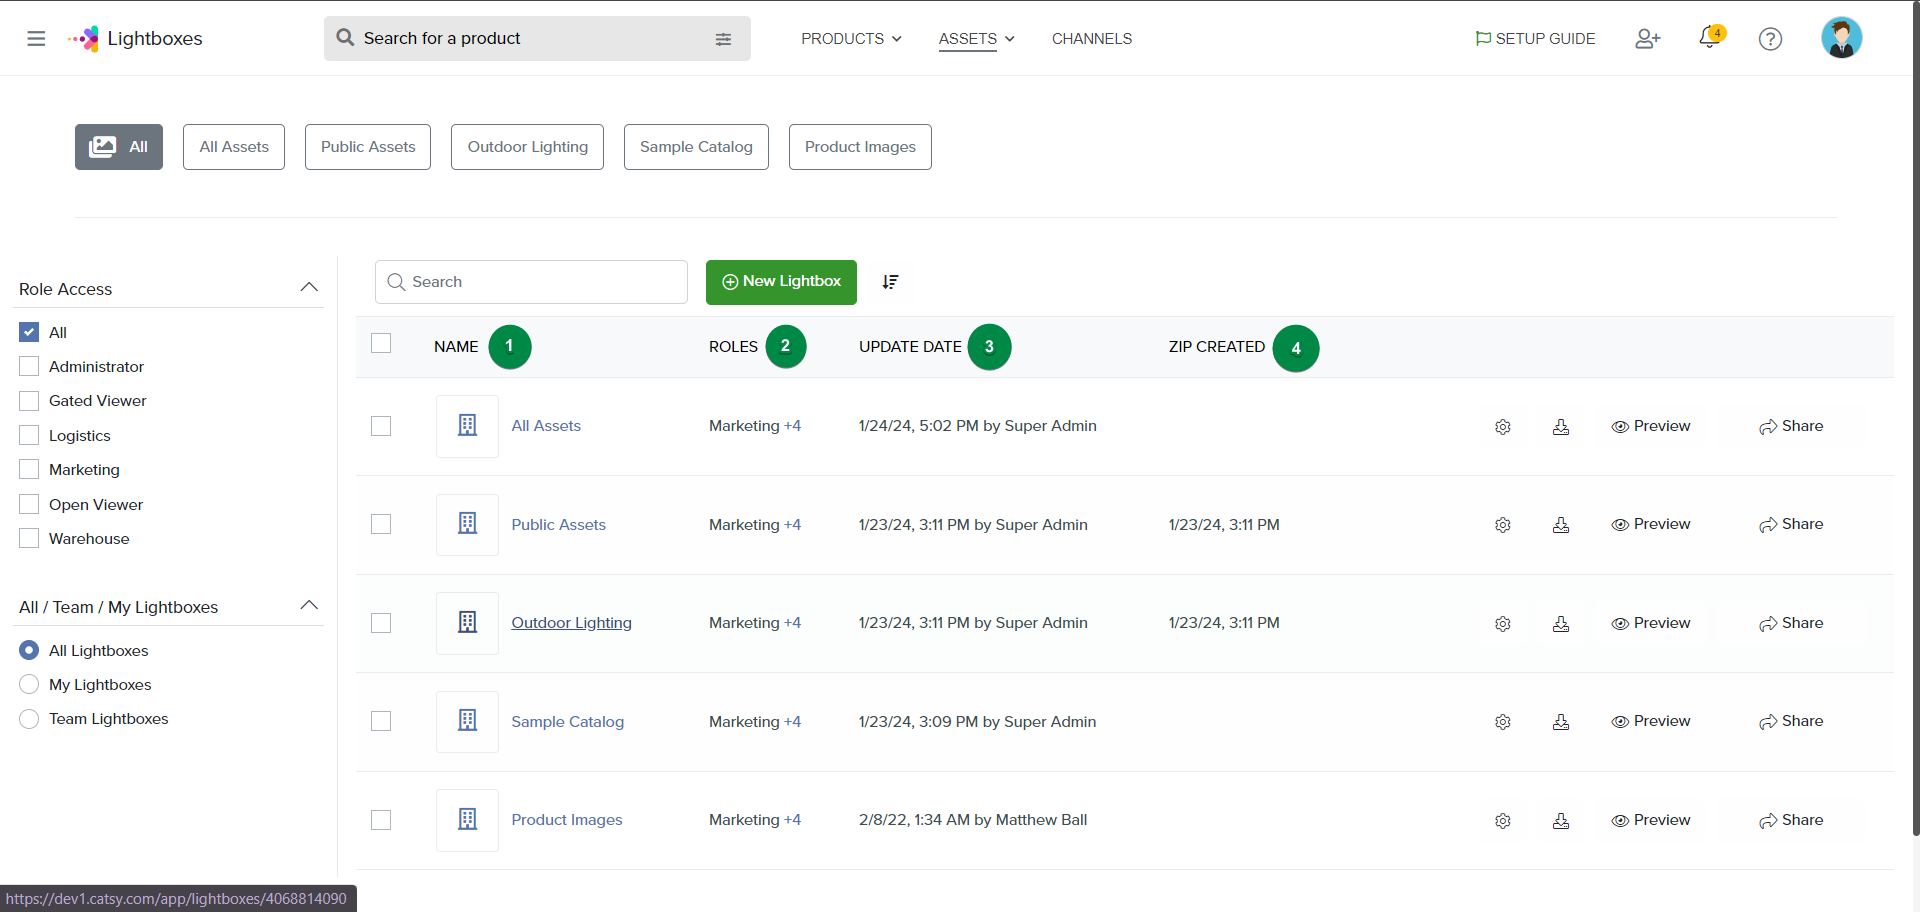 Lightboxes
Search for a product
PRODUCTS
ASSETS
CHANNELS
SETUP GUIDE
4
?
All
All Assets
Public Assets
Outdoor Lighting
Sample Catalog
Product Images
Role Access
All
Administrator
Gated Viewer
Logistics
Marketing
Open Viewer
Warehouse
All / Team / My Lightboxes
All Lightboxes
My Lightboxes
Team Lightboxes
Search
New Lightbox
NAME 1 ROLES 2 UPDATE DATE 3 ZIP CREATED 4
All Assets Marketing +4 1/24/24, 5:02 PM by Super Admin Preview Share
Public Assets Marketing +4 1/23/24, 3:11 PM by Super Admin 1/23/24, 3:11 PM Preview Share
Outdoor Lighting Marketing +4 1/23/24, 3:11 PM by Super Admin 1/23/24, 3:11 PM Preview Share
Sample Catalog Marketing +4 1/23/24, 3:09 PM by Super Admin Preview Share
Product Images Marketing +4 2/8/22, 1:34 AM by Matthew Ball Preview Share
https://dev1.catsy.com/app/lightboxes/4068814090